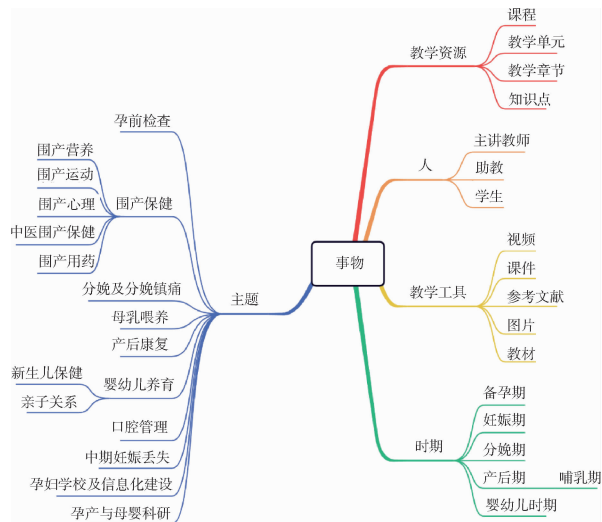 事物
教学资源
课程
教学单元
教学章节
知识点
人
主讲教师
助教
学生
教学工具
视频
课件
参考文献
图片
教材
时期
备孕期
妊娠期
分娩期
产后期
哺乳期
婴幼儿时期
主题
孕前检查
围产保健
围产营养
围产运动
围产心理
中医围产保健
围产用药
分娩及分娩镇痛
母乳喂养
产后康复
婴幼儿养育
新生儿保健
亲子关系
口腔管理
中期妊娠丢失
孕妇学校及信息化建设
孕产与母婴科研